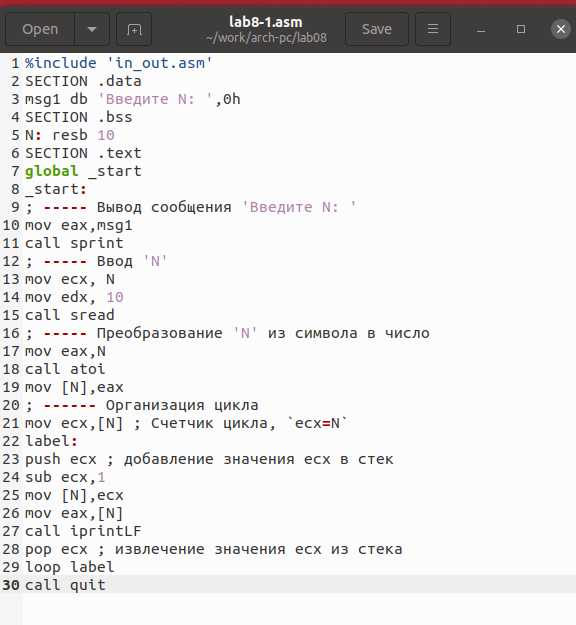 lab8-1.asm
Open
~/work/arch-pc/lab08
Save
1 %include 'in_out.asm'
2 SECTION .data
3 msg1 db 'Введите N: ',0h
4 SECTION .bss
5 N: resb 10
6 SECTION .text
7 global _start
8 _start:
9 ; ----- Вывод сообщения 'Введите N: '
10 mov eax,msg1
11 call sprint
12 ; ----- Ввод 'N'
13 mov ecx, N
14 mov edx, 10
15 call sread
16 ; ----- Преобразование 'N' из символа в число
17 mov eax,N
18 call atoi
19 mov [N],eax
20 ; ------ Организация цикла
21 mov ecx,[N] ; Счетчик цикла, `ecx=N`
22 label:
23 push ecx ; добавление значения ecx в стек
24 sub ecx,1
25 mov [N],ecx
26 mov eax,[N]
27 call iprintLF
28 pop ecx ; извлечение значения ecx из стека
29 loop label
30 call quit